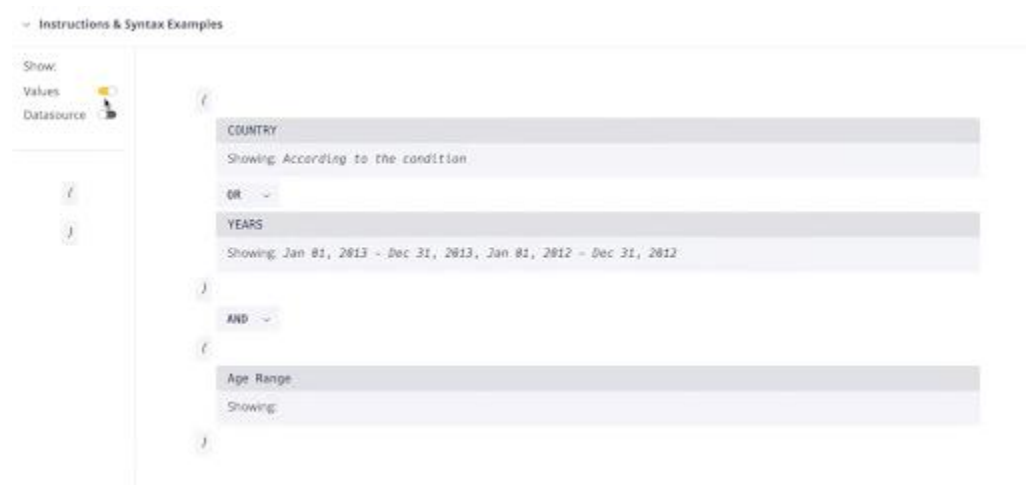 Instructions & Syntax Examples
Show:
Values
Datasource
(
)
(
COUNTRY
Showing: According to the condition
OR
YEARS
Showing: Jan 01, 2013 - Dec 31, 2013, Jan 01, 2012 - Dec 31, 2012
)
AND
(
Age Range
Showing:
)